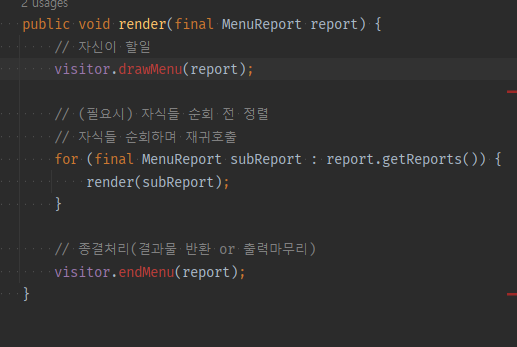 2 usages
public void render(final MenuReport report) {
// 자신이 할일
visitor.drawMenu(report);
// (필요시) 자식들 순회 전 정렬
// 자식들 순회하며 재귀호출
for (final MenuReport subReport : report.getReports()) {
render(subReport);
}
// 종결처리(결과물 반환 or 출력마무리)
visitor.endMenu(report);
}